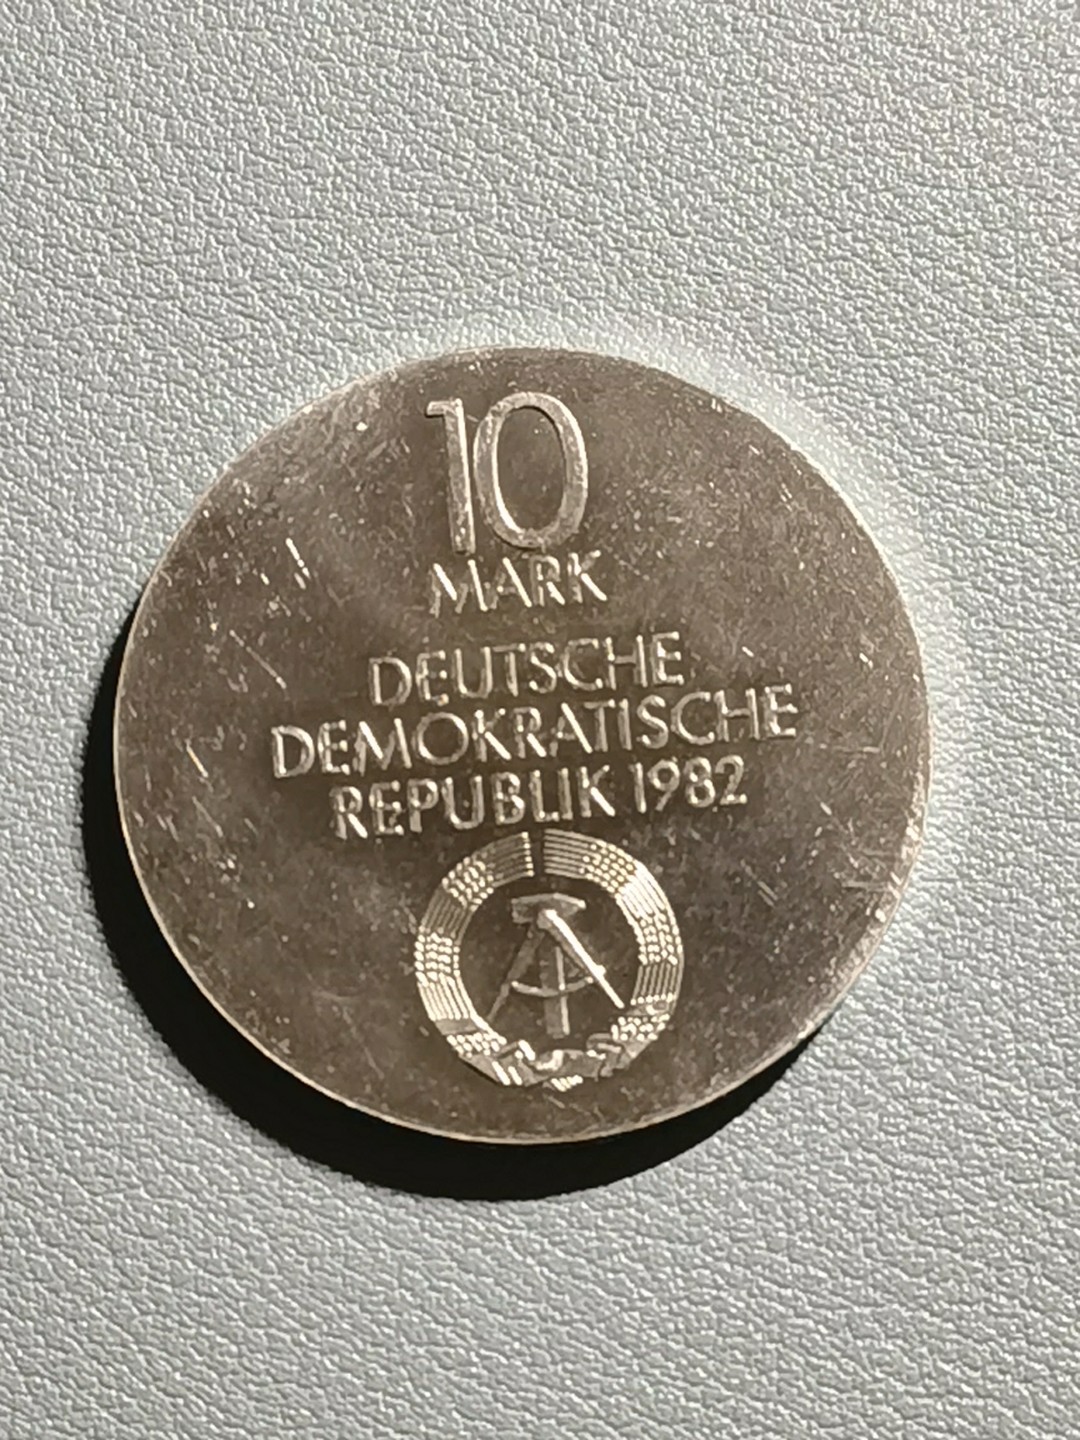 10
MARK
DEUTSCHE
DEMOKRATISCHE
REPUBLIK 1982